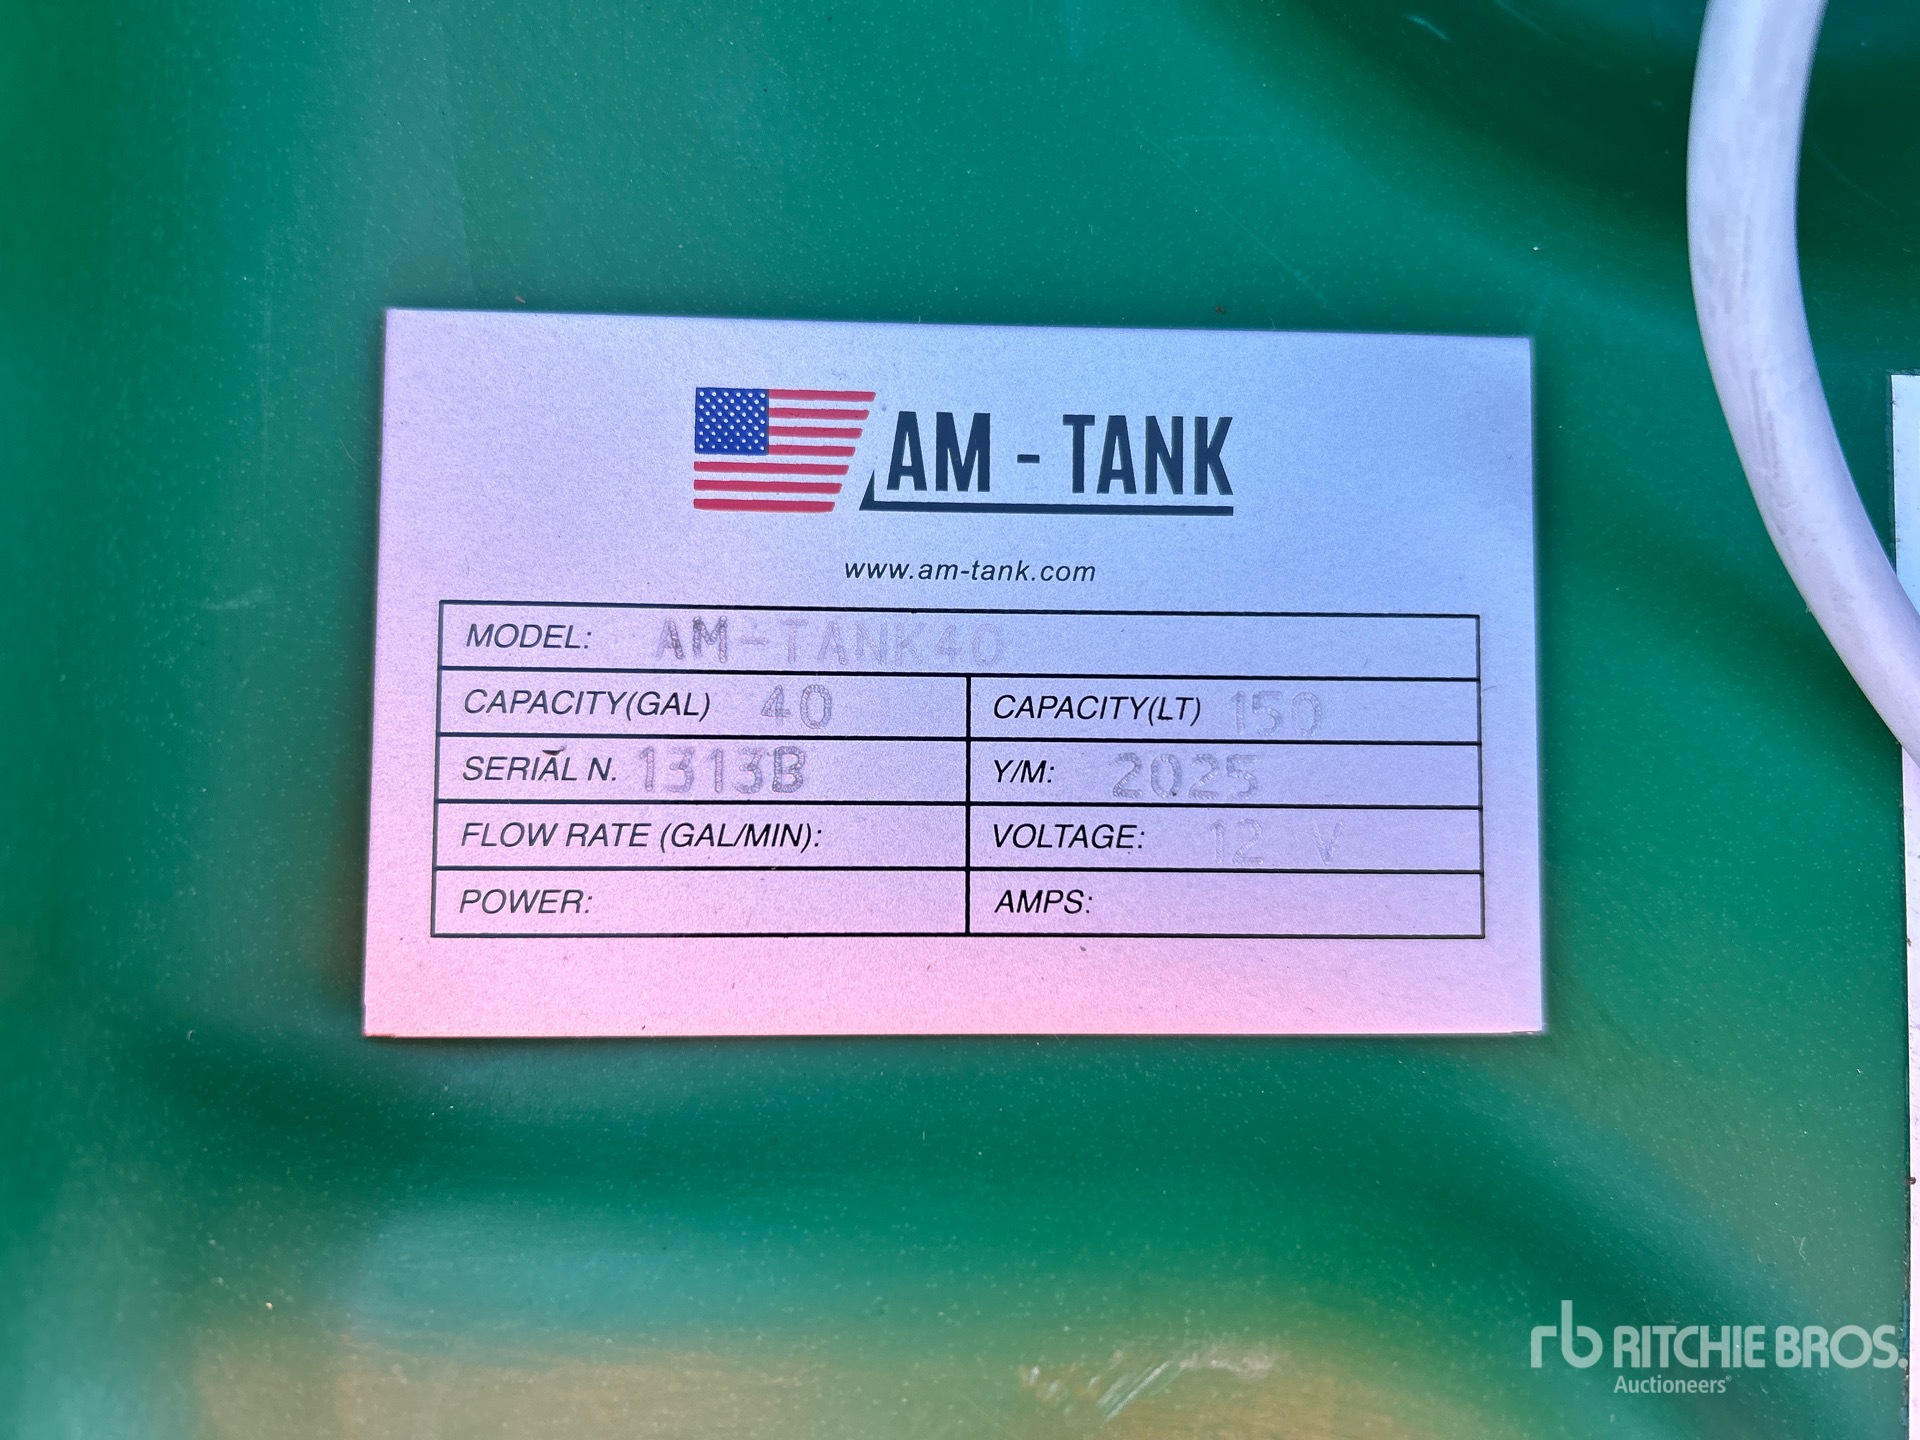 AM - TANK
www.am-tank.com
MODEL: AM-TANK40
CAPACITY(GAL) 40 CAPACITY(LT) 150
SERIAL N. 1313B Y/M: 2025
FLOW RATE (GAL/MIN): VOLTAGE: 12 V
POWER: AMPS:
rb RITCHIE BROS.
Auctioneers